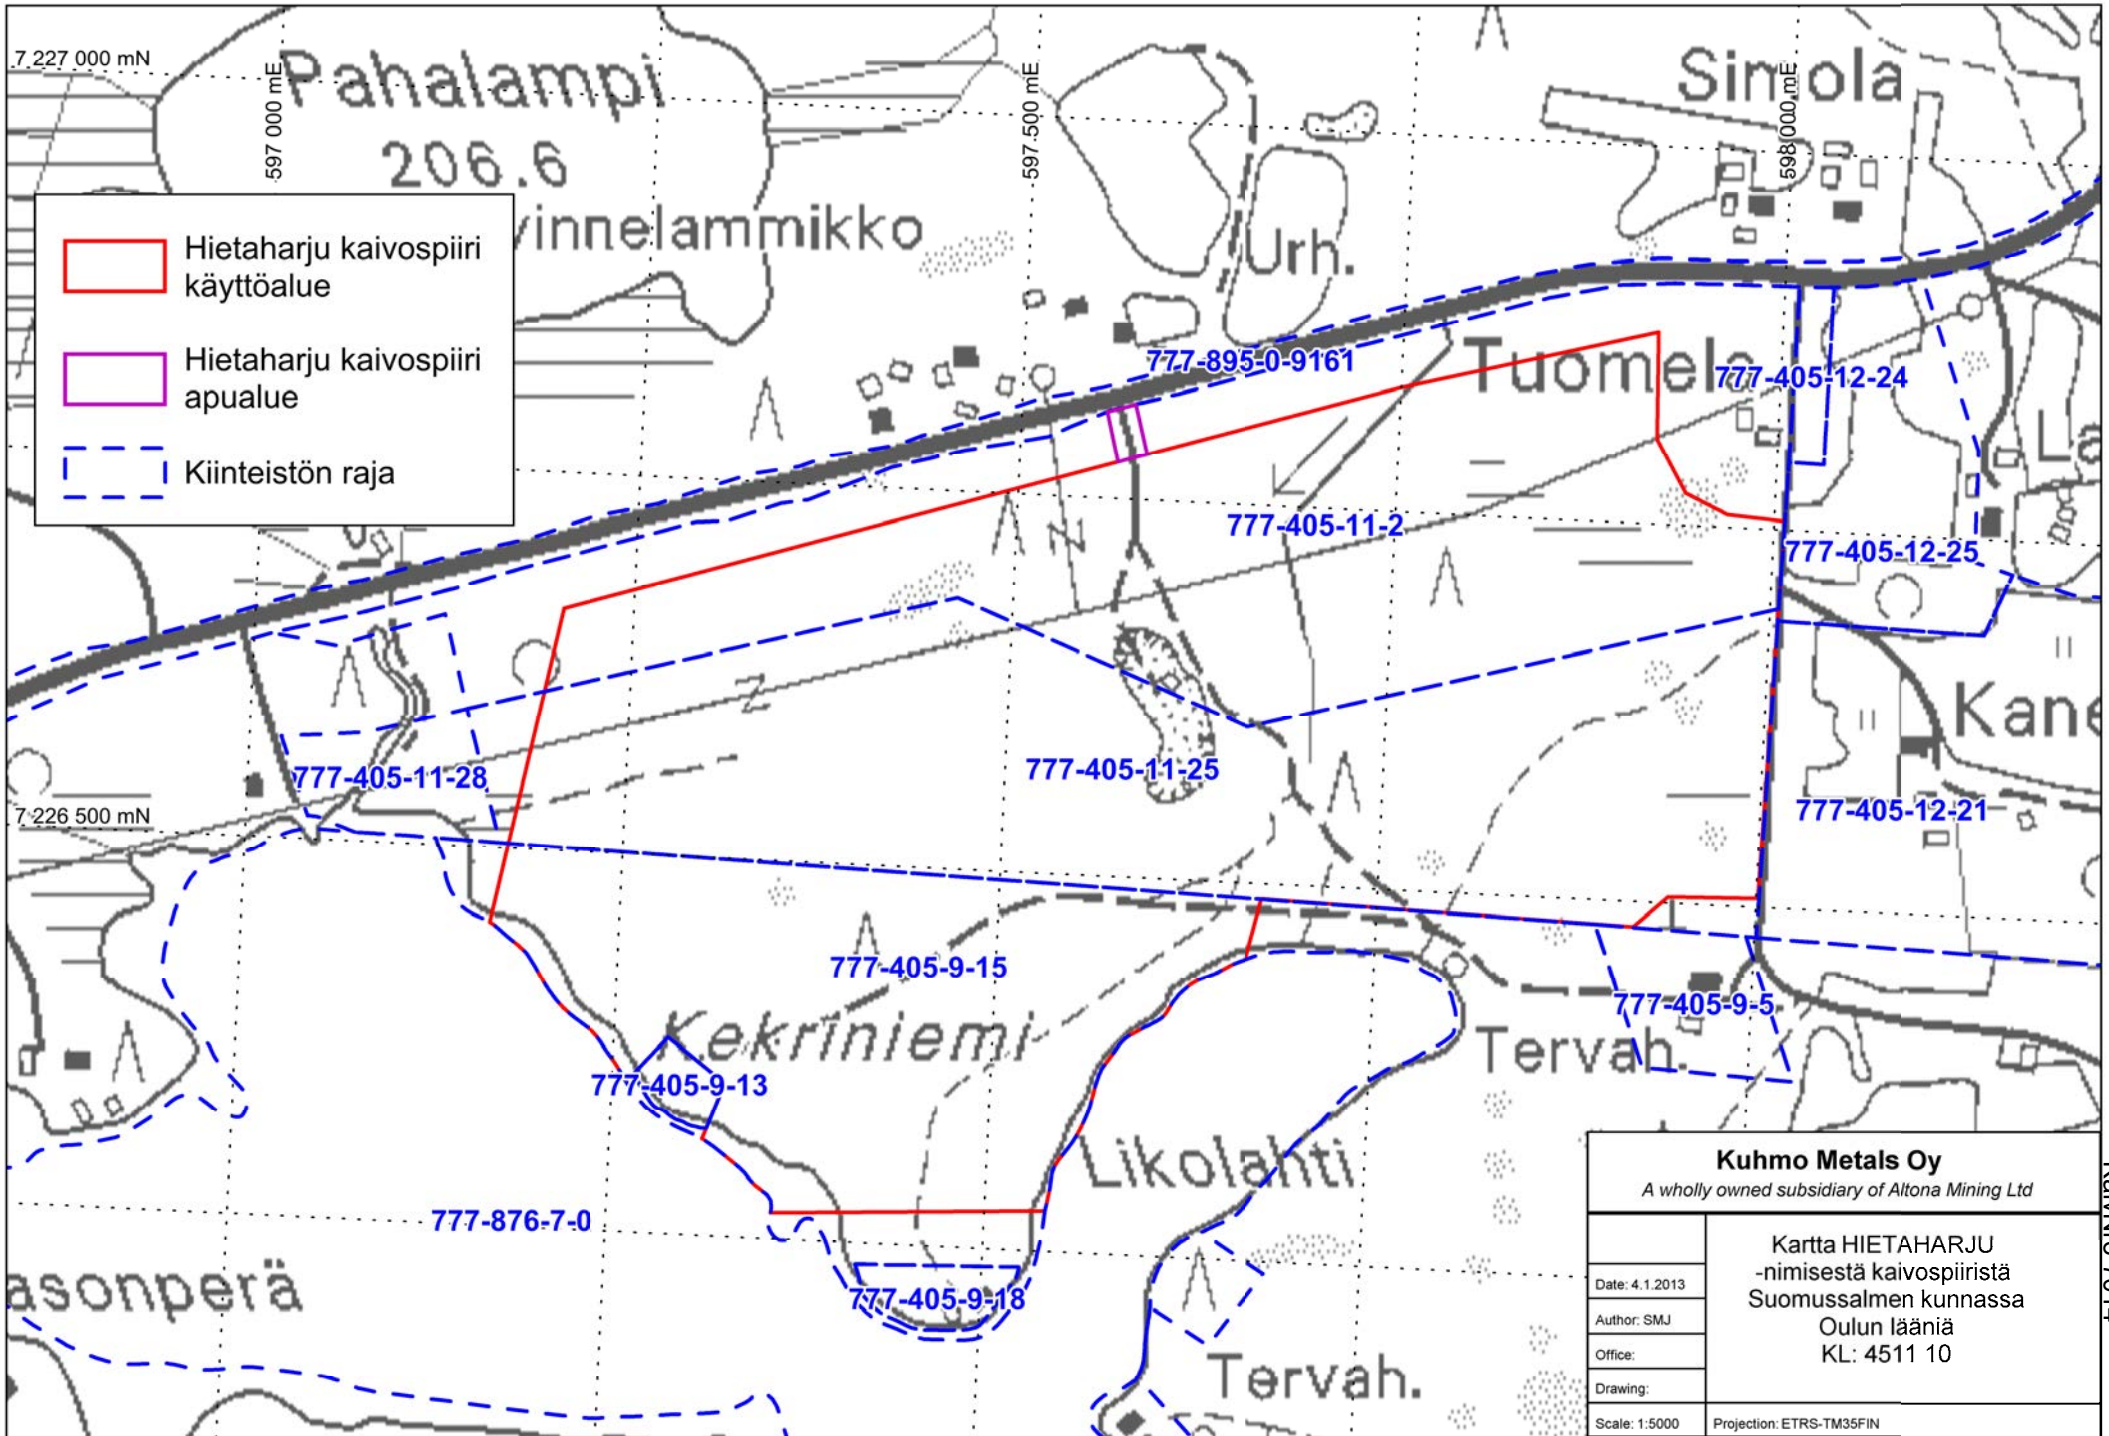 7 227 000 mN
597 000 mE
597 500 mE
598 000 mE
Pahalampi
206.6
Simola
Hietaharju kaivospiiri
käyttöalue
Hietaharju kaivospiiri
apualue
Kiinteistön raja
vinnelammikko
Urh.
777-895-0-9161
Tuomela
777-405-12-24
777-405-11-2
777-405-12-25
777-405-11-28
777-405-11-25
777-405-12-21
7 226 500 mN
777-405-9-15
777-405-9-5
Kekriniemi
Tervah.
777-405-9-13
Likolahti
777-876-7-0
777-405-9-18
Tervah.
Kuhmo Metals Oy
A wholly owned subsidiary of Altona Mining Ltd
Kartta HIETAHARJU
-nimisestä kaivospiiristä
Suomussalmen kunnassa
Oulun lääniä
KL: 4511 10
Date: 4.1.2013
Author: SMJ
Office:
Drawing:
Scale: 1:5000
Projection: ETRS-TM35FIN